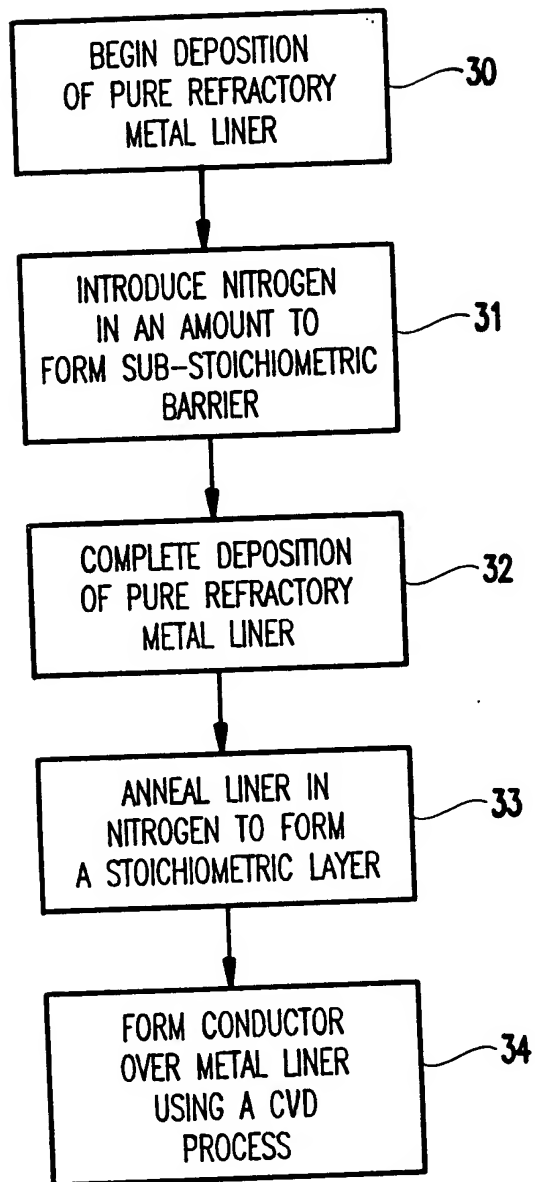 BEGIN DEPOSITION
OF PURE REFRACTORY
METAL LINER
30
INTRODUCE NITROGEN
IN AN AMOUNT TO
FORM SUB-STOICHIOMETRIC
BARRIER
31
COMPLETE DEPOSITION
OF PURE REFRACTORY
METAL LINER
32
ANNEAL LINER IN
NITROGEN TO FORM
A STOICHIOMETRIC LAYER
33
FORM CONDUCTOR
OVER METAL LINER
USING A CVD
PROCESS
34